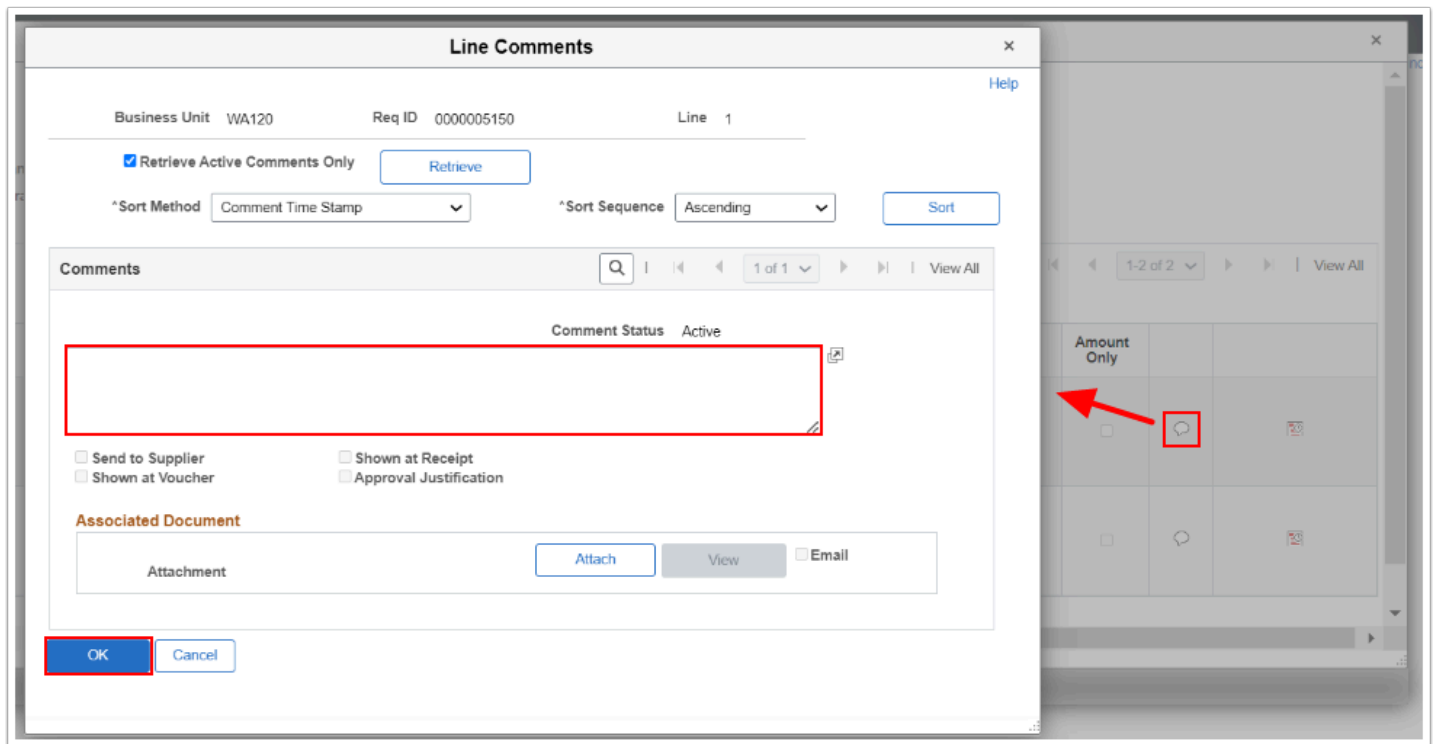 Line Comments
Help
Business Unit WA120 Req ID 0000005150 Line 1
Retrieve Active Comments Only Retrieve
*Sort Method Comment Time Stamp *Sort Sequence Ascending Sort
Comments 1 of 1 View All
1-2 of 2 View All
Comment Status Active
Amount
Only
Send to Supplier Shown at Receipt
Shown at Voucher Approval Justification
Associated Document
Attachment Attach View Email
OK Cancel